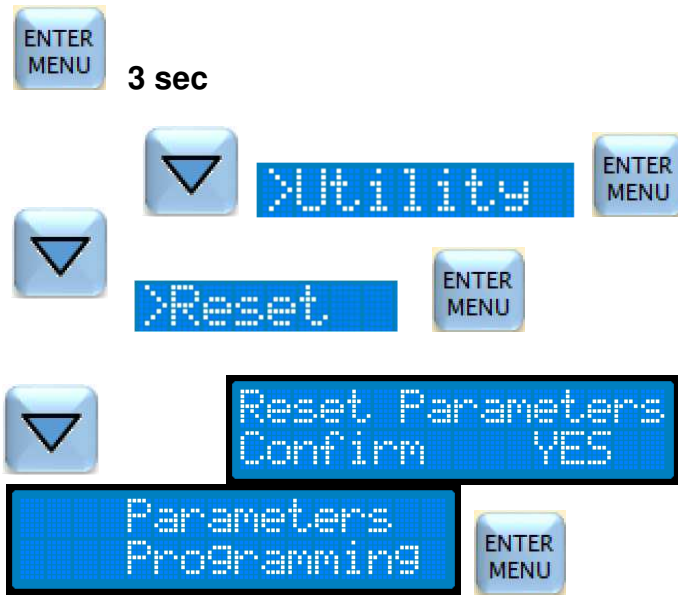 ENTER
MENU
3 sec
>Utility
ENTER
MENU
>Reset
ENTER
MENU
Reset Parameters
Confirm YES
Parameters
Programming
ENTER
MENU